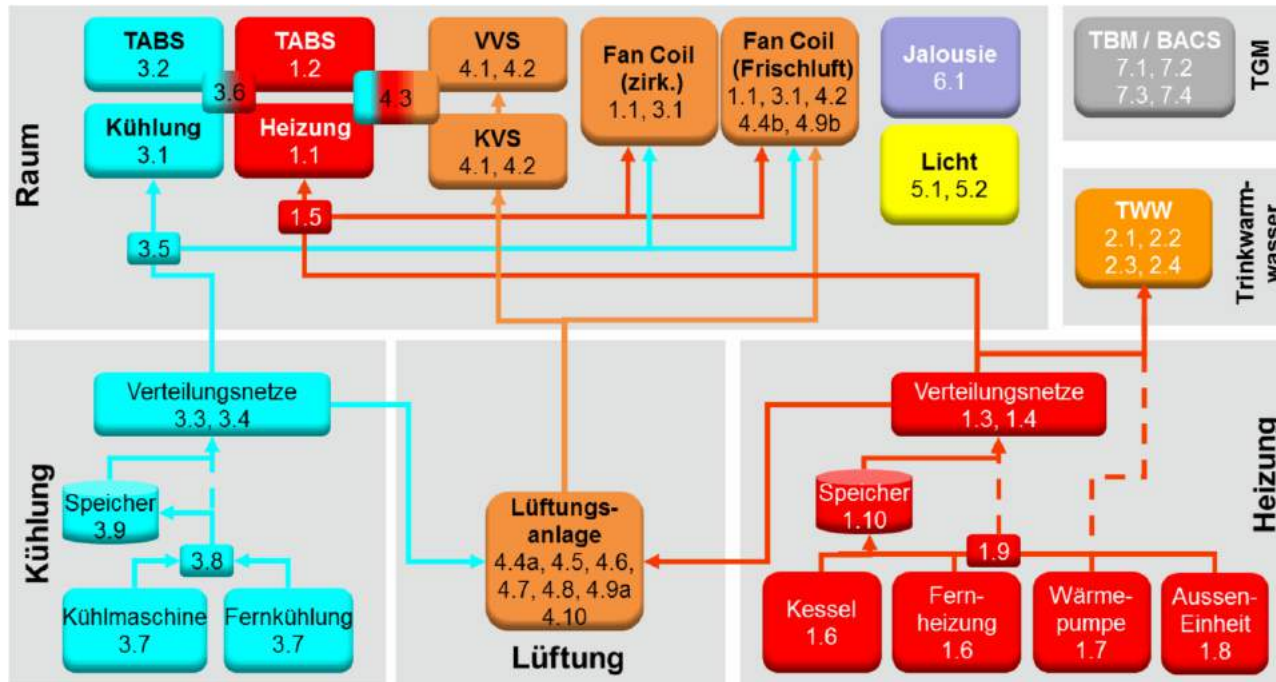 Raum
TABS
3.2
TABS
1.2
3.6
Kühlung
3.1
Heizung
1.1
4.3
VVS
4.1, 4.2
KVS
4.1, 4.2
Fan Coil
(zirk.)
1.1, 3.1
Fan Coil
(Frischluft)
1.1, 3.1, 4.2
4.4b, 4.9b
Jalousie
6.1
Licht
5.1, 5.2
1.5
3.5
TBM / BACS
7.1, 7.2
7.3, 7.4
TGM
TWW
2.1, 2.2
2.3, 2.4
Trinkwarm-
wasser
Kühlung
Verteilungsnetze
3.3, 3.4
Speicher
3.9
3.8
Kühlmaschine
3.7
Fernkühlung
3.7
Lüftungs-
anlage
4.4a, 4.5, 4.6,
4.7, 4.8, 4.9a
4.10
Lüftung
Verteilungsnetze
1.3, 1.4
Speicher
1.10
1.9
Kessel
1.6
Fern-
heizung
1.6
Wärme-
pumpe
1.7
Aussen-
Einheit
1.8
Heizung